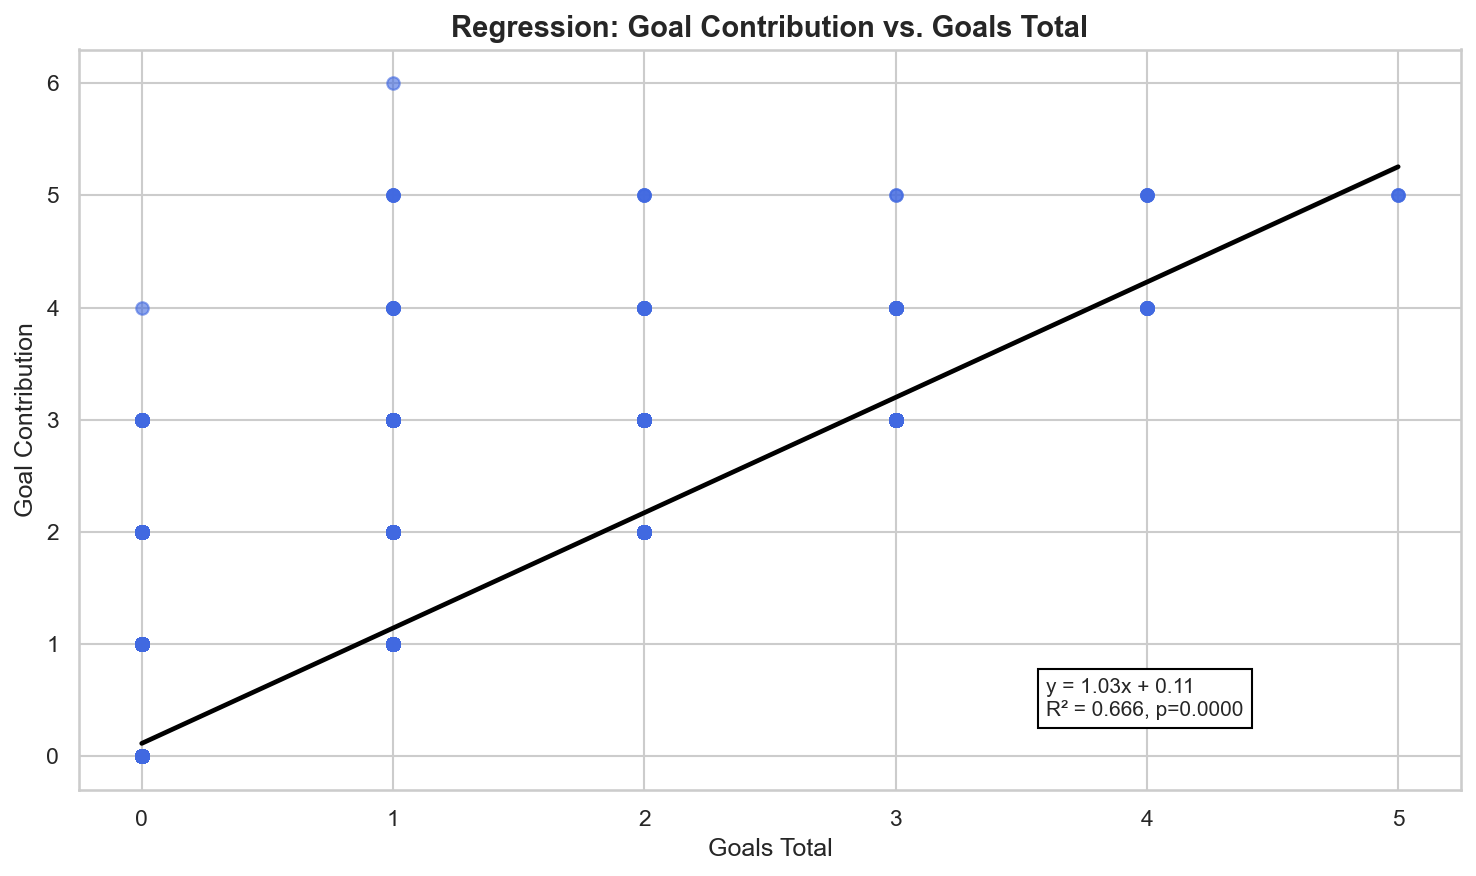 Regression: Goal Contribution vs. Goals Total
Goal Contribution
6
5
4
3
2
1
0
y = 1.03x + 0.11
R² = 0.666, p=0.0000
0 1 2 3 4 5
Goals Total